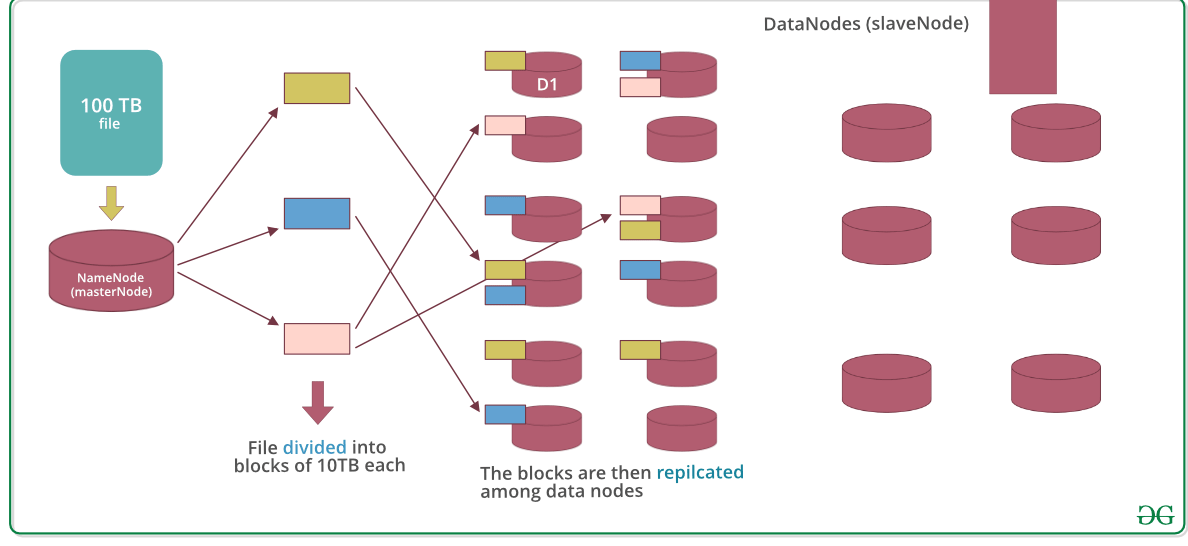 DataNodes (slaveNode)
100 TB
file
D1
NameNode
(masterNode)
File divided into
blocks of 10TB each
The blocks are then repilcated
among data nodes